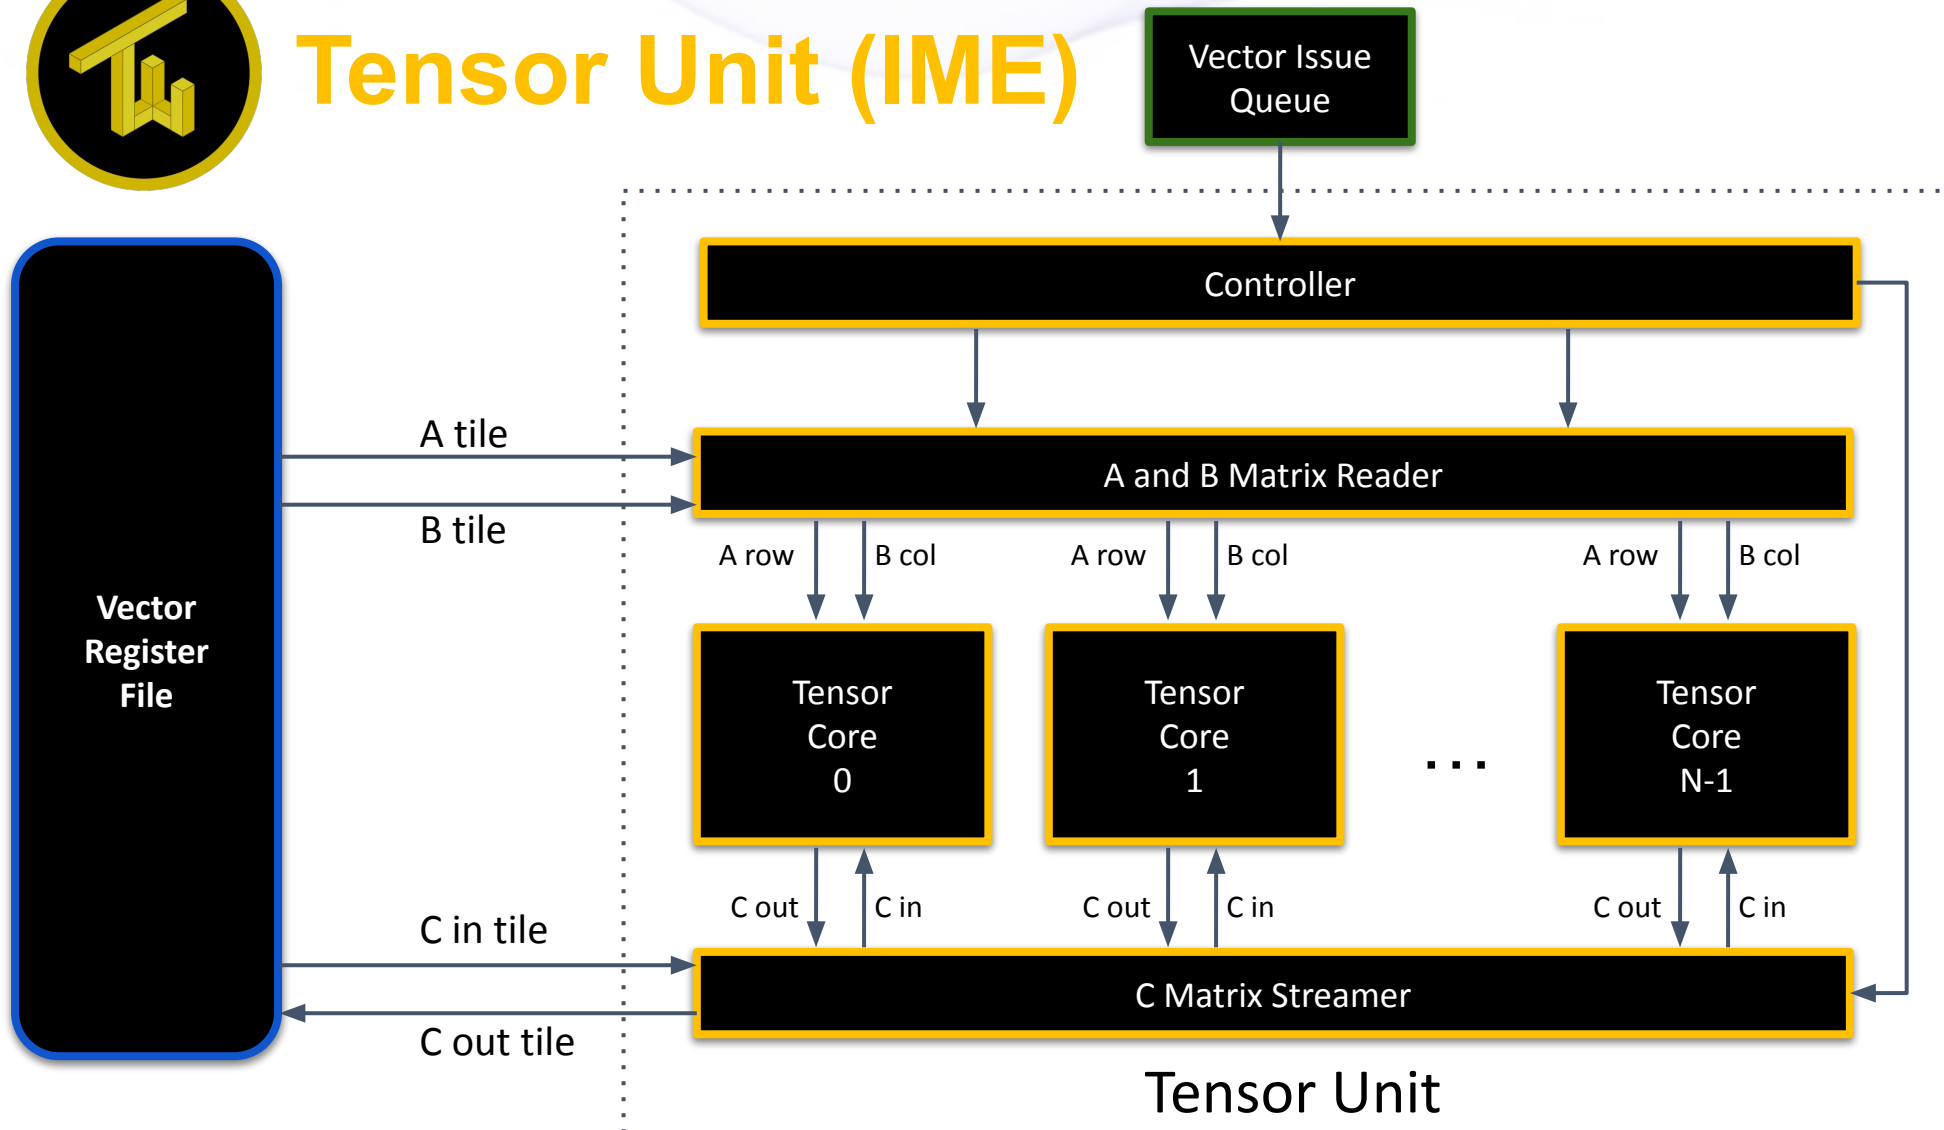 Tensor Unit (IME)
Vector Issue
Queue
Controller
A tile
A and B Matrix Reader
B tile
A row
B col
A row
B col
A row
B col
Vector
Register
File
Tensor
Core
0
Tensor
Core
1
...
Tensor
Core
N-1
C out
C in
C out
C in
C out
C in
C in tile
C Matrix Streamer
C out tile
Tensor Unit